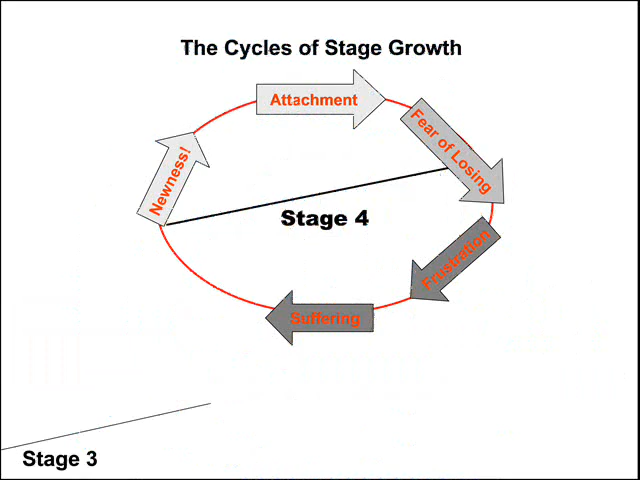 The Cycles of Stage Growth
Attachment
Fear of Losing
Newness!
Stage 4
Frustration
Suffering
Stage 3